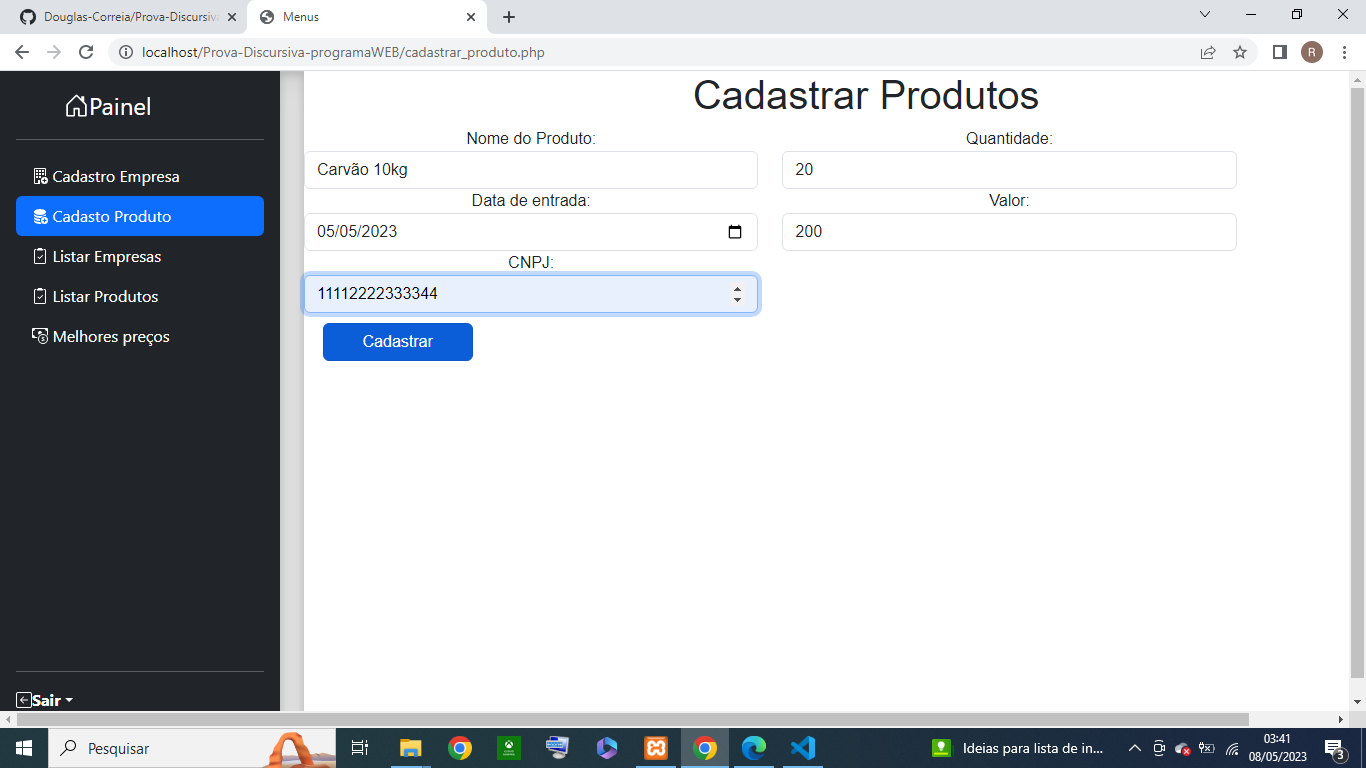 Douglas-Correia/Prova-Discursiva
Menus
localhost/Prova-Discursiva-programaWEB/cadastrar_produto.php
R
Painel
Cadastro Empresa
Cadasto Produto
Listar Empresas
Listar Produtos
Melhores preços
Sair
Cadastrar Produtos
Nome do Produto:
Quantidade:
Carvão 10kg
20
Data de entrada:
Valor:
05/05/2023
200
CNPJ:
11112222333344
Cadastrar
Pesquisar
Ideias para lista de in...
03:41
08/05/2023
3